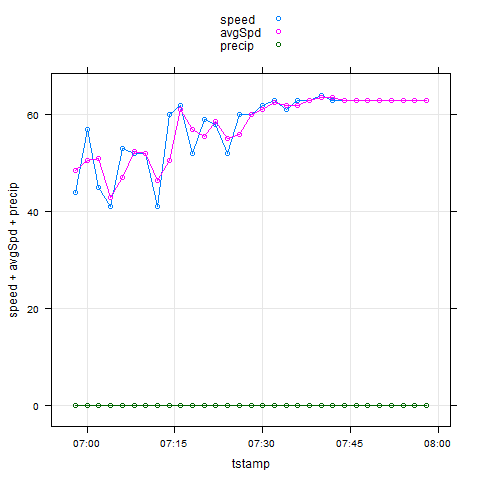 speed
avgSpd
precip
speed + avgSpd + precip
60
40
20
0
07:00 07:15 07:30 07:45 08:00
tstamp